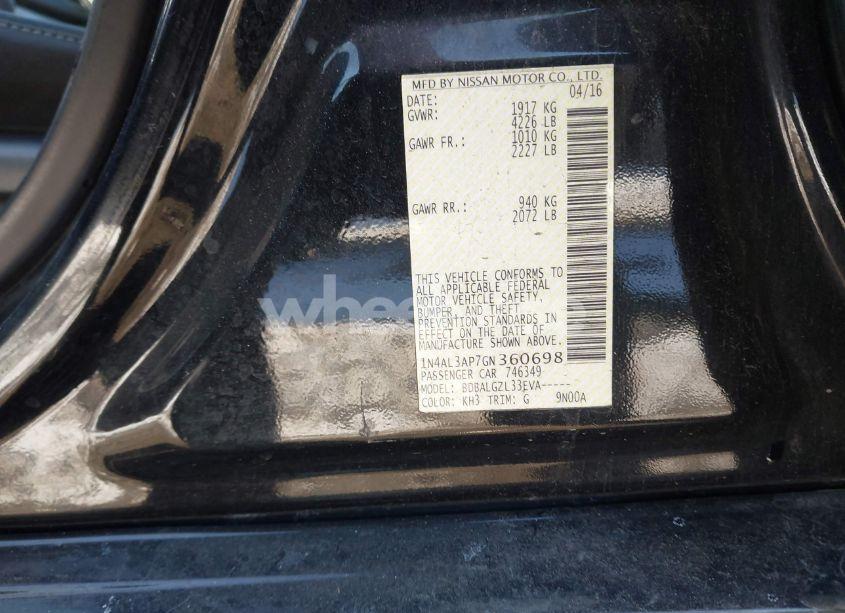 MFD BY NISSAN MOTOR CO., LTD.
DATE: 04/16
GVWR: 1917 KG
4226 LB
GAWR FR.: 1010 KG
2227 LB
GAWR RR.: 940 KG
2072 LB
THIS VEHICLE CONFORMS TO
ALL APPLICABLE FEDERAL
MOTOR VEHICLE SAFETY,
BUMPER, AND THEFT
PREVENTION STANDARDS IN
EFFECT ON THE DATE OF
MANUFACTURE SHOWN ABOVE.
1N4AL3AP7GN360698
PASSENGER CAR 746349
MODEL: BDBALGZL33EVA-----
COLOR: KH3 TRIM: G 9N00A